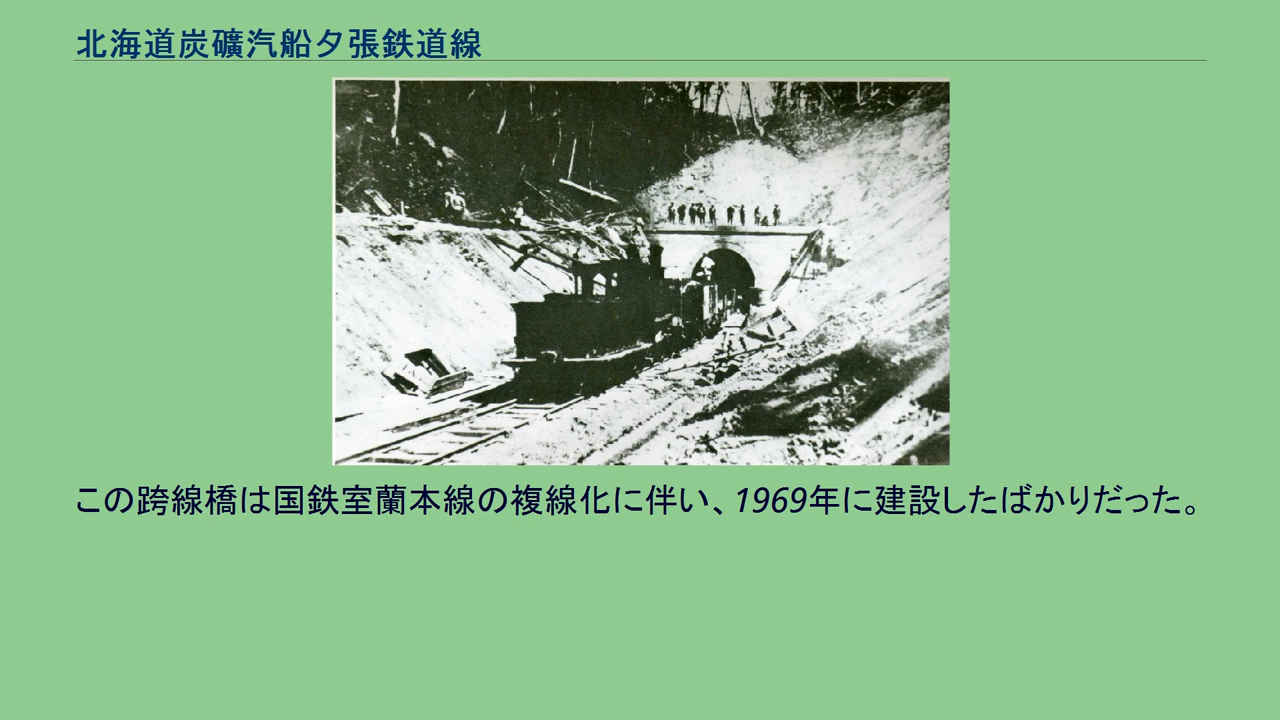 北海道炭礦汽船夕張鉄道線
この跨線橋は国鉄室蘭本線の複線化に伴い、1969年に建設したばかりだった。